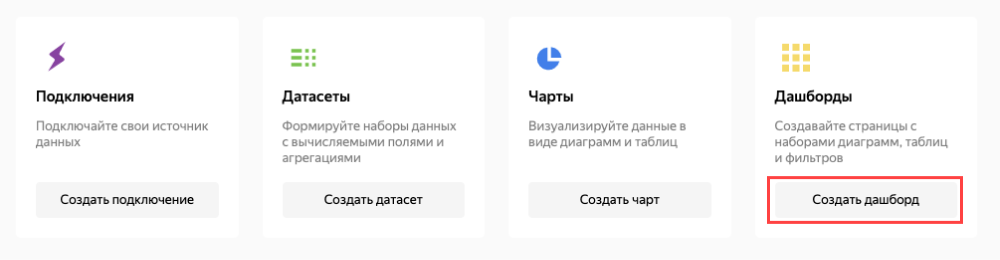 Подключения
Подключайте свои источник
данных
Создать подключение
Датасеты
Формируйте наборы данных
с вычисляемыми полями и
агрегациями
Создать датасет
Чарты
Визуализируйте данные в
виде диаграмм и таблиц
Создать чарт
Дашборды
Создавайте страницы с
наборами диаграмм, таблиц
и фильтров
Создать дашборд